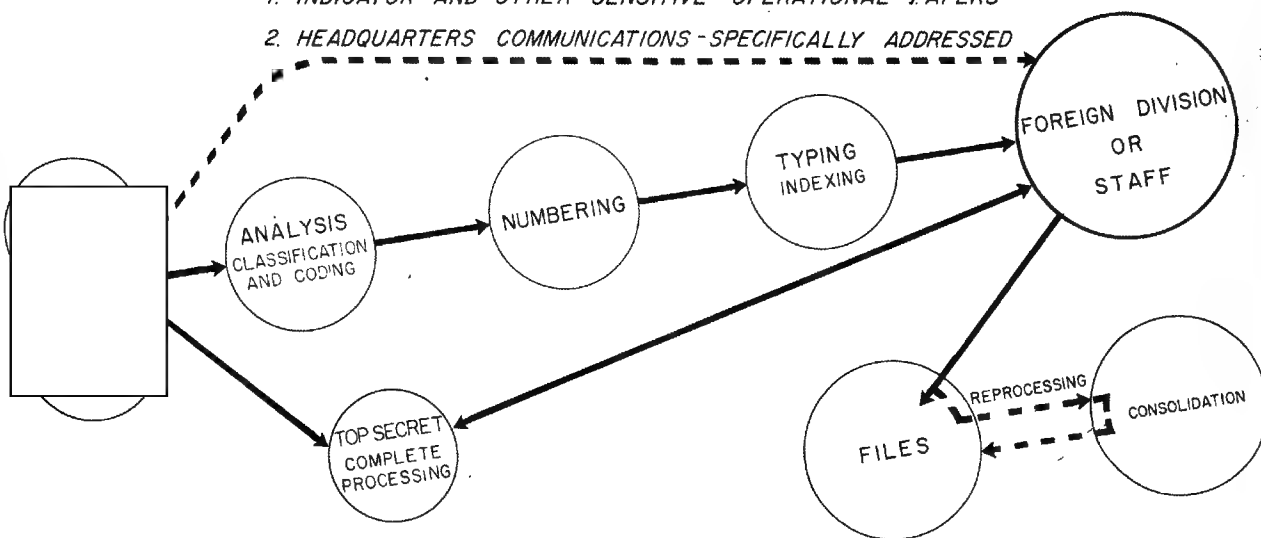 1. INDICATOR AND OTHER SENSITIVE OPERATIONAL PAPERS
2. HEADQUARTERS COMMUNICATIONS - SPECIFICALLY ADDRESSED
FOREIGN DIVISION
OR
STAFF
TYPING
INDEXING
NUMBERING
ANALYSIS
CLASSIFICATION
AND CODING
TOP SECRET
COMPLETE
PROCESSING
REPROCESSING
FILES
CONSOLIDATION